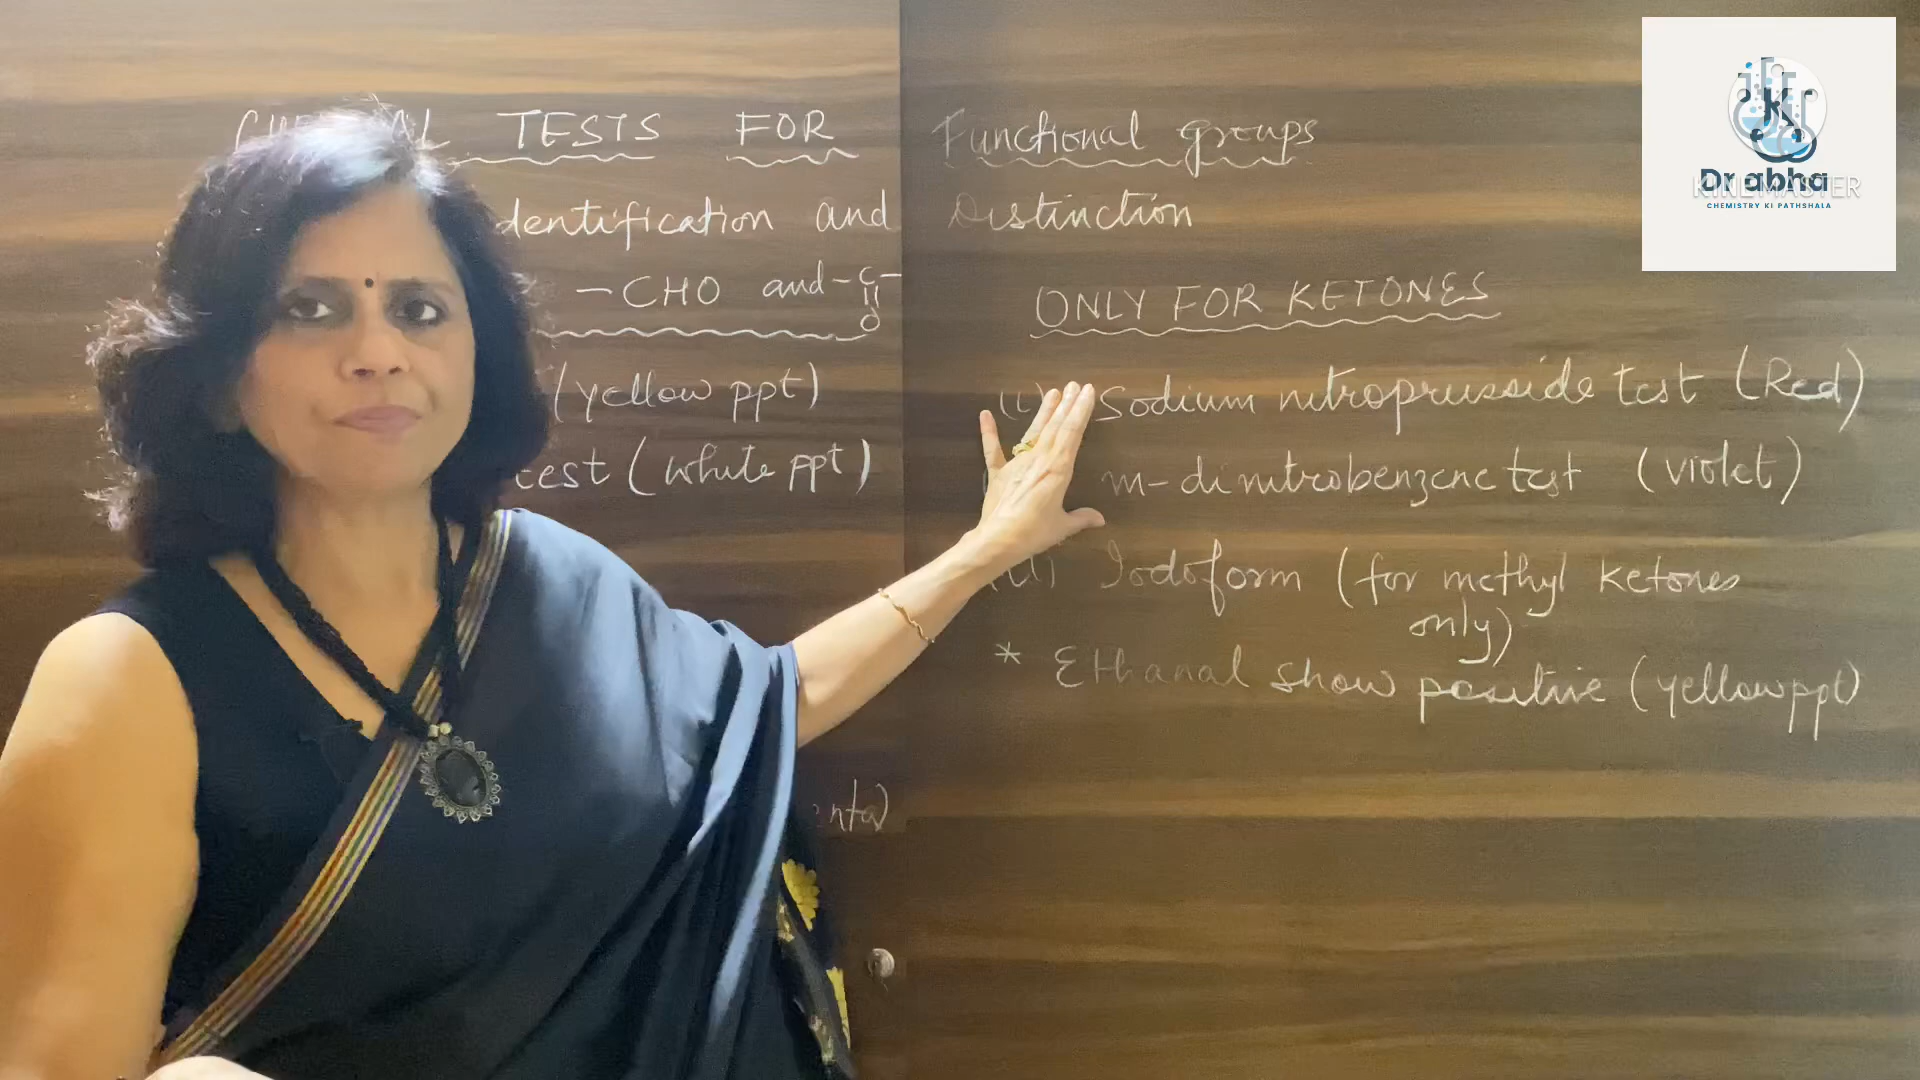 TESTS FOR Functional groups
dentification and Distinction
-CHO and -C-
||
O
ONLY FOR KETONES
(yellow ppt)
test (white ppt)
(i) Sodium nitroprusside test (Red)
m-dinitrobenzene test (violet)
Iodoform (for methyl ketones
only)
* Ethanal show positive (yellow ppt)
nta)
K
Dr abha
KINEMASTER
CHEMISTRY KI PATHSHALA